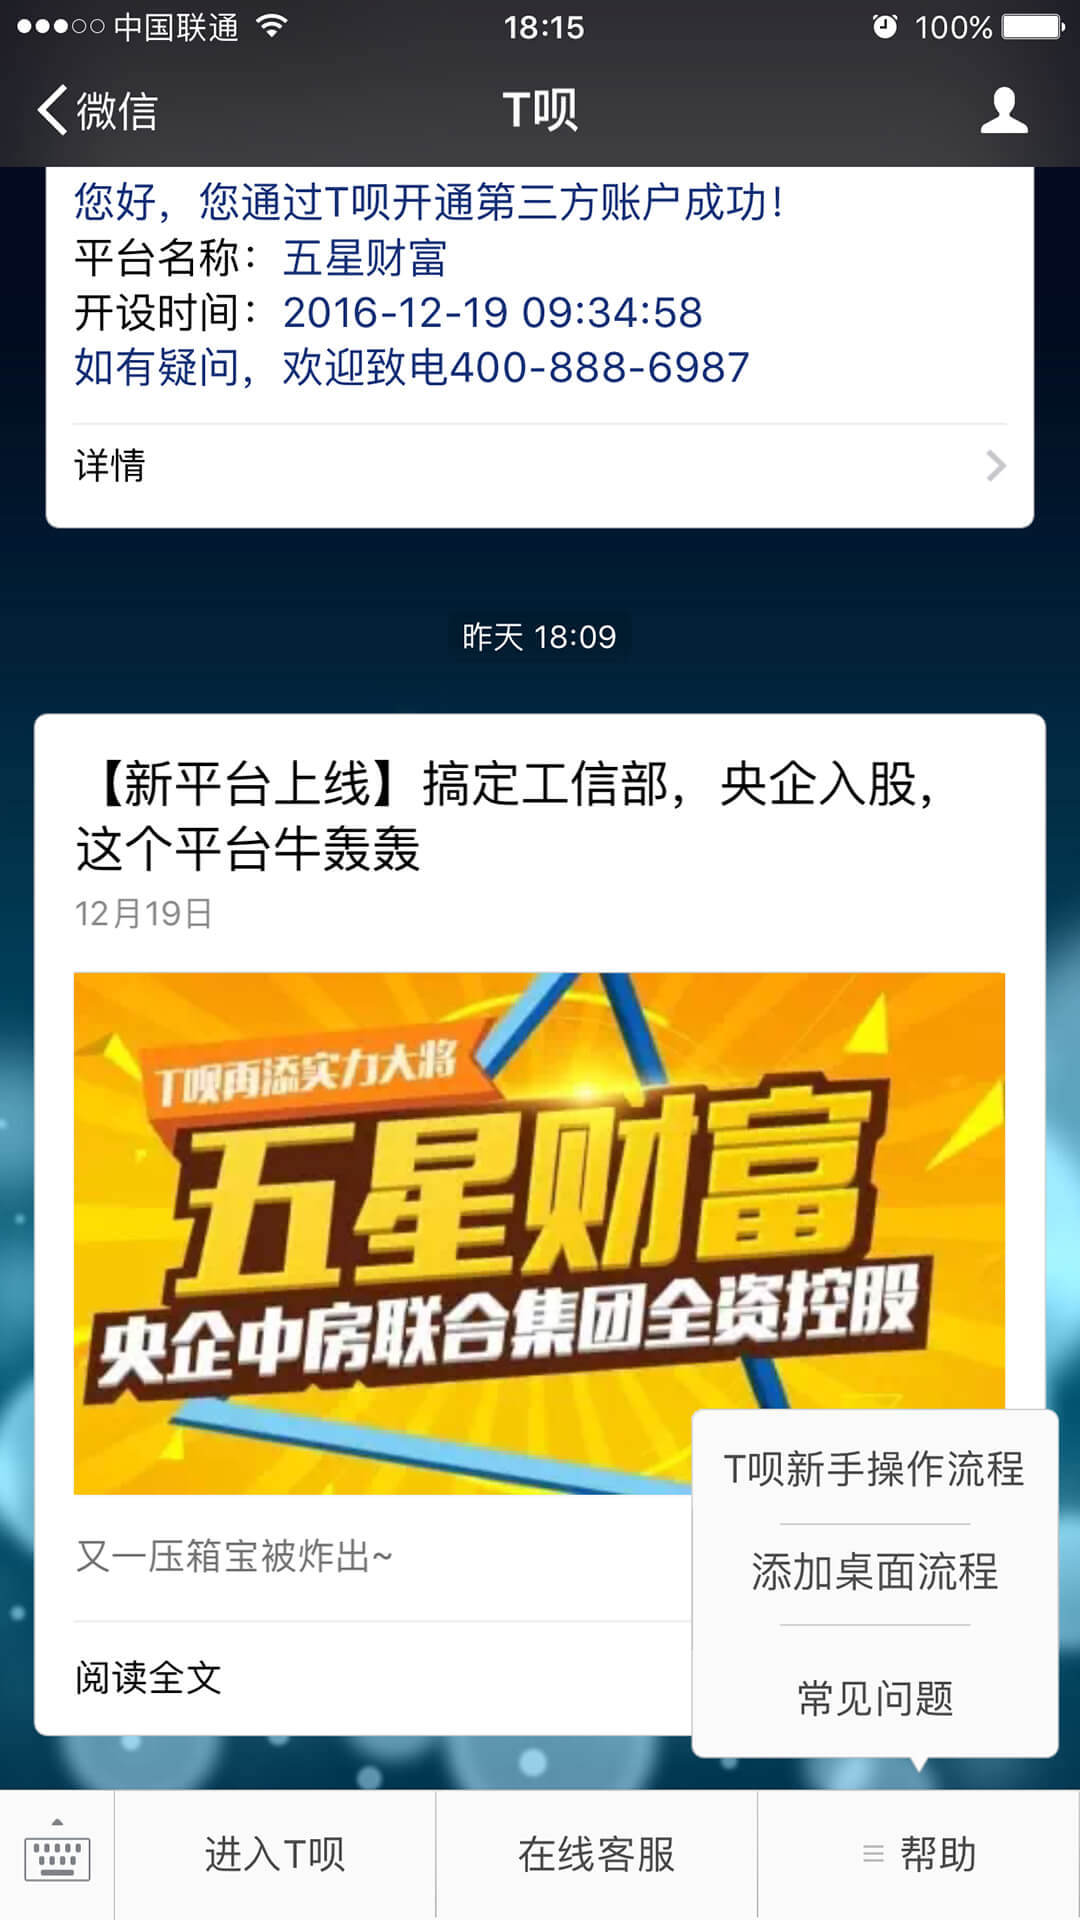 中国联通 18:15 100%
微信 T呗
您好，您通过T呗开通第三方账户成功！
平台名称：五星财富
开设时间：2016-12-19 09:34:58
如有疑问，欢迎致电400-888-6987
详情
昨天 18:09
【新平台上线】搞定工信部，央企入股，
这个平台牛轰轰
12月19日
T呗再添实力大将
五星财富
央企中房联合集团全资控股
又一压箱宝被炸出~
阅读全文
T呗新手操作流程
添加桌面流程
常见问题
进入T呗 在线客服 帮助